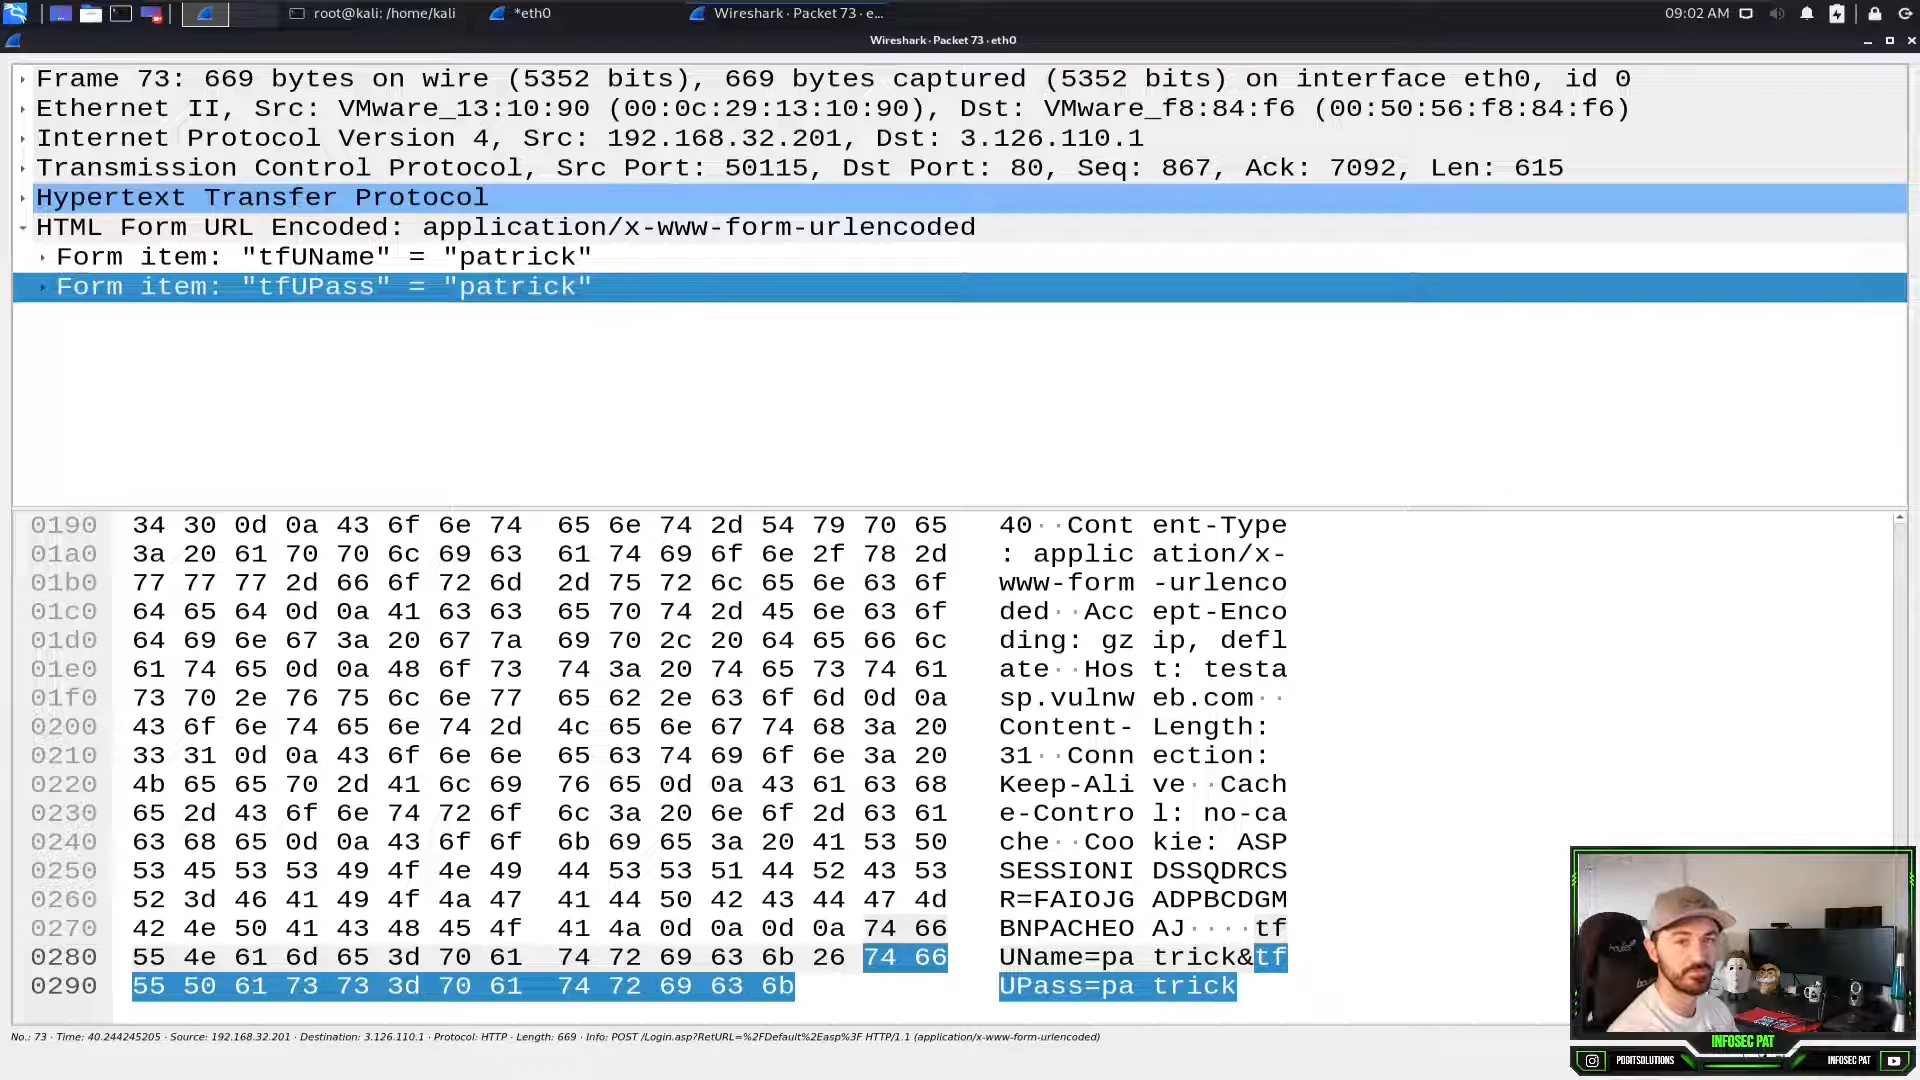 root@kali: /home/kali
*eth0
Wireshark · Packet 73 · e...
09:02 AM
Wireshark · Packet 73 · eth0
Frame 73: 669 bytes on wire (5352 bits), 669 bytes captured (5352 bits) on interface eth0, id 0
Ethernet II, Src: VMware_13:10:90 (00:0c:29:13:10:90), Dst: VMware_f8:84:f6 (00:50:56:f8:84:f6)
Internet Protocol Version 4, Src: 192.168.32.201, Dst: 3.126.110.1
Transmission Control Protocol, Src Port: 50115, Dst Port: 80, Seq: 867, Ack: 7092, Len: 615
Hypertext Transfer Protocol
HTML Form URL Encoded: application/x-www-form-urlencoded
Form item: "tfUName" = "patrick"
Form item: "tfUPass" = "patrick"
0190 34 30 0d 0a 43 6f 6e 74 65 6e 74 2d 54 79 70 65 40··Cont ent-Type
01a0 3a 20 61 70 70 6c 69 63 61 74 69 6f 6e 2f 78 2d : applic ation/x-
01b0 77 77 77 2d 66 6f 72 6d 2d 75 72 6c 65 6e 63 6f www-form -urlenco
01c0 64 65 64 0d 0a 41 63 63 65 70 74 2d 45 6e 63 6f ded··Acc ept-Enco
01d0 64 69 6e 67 3a 20 67 7a 69 70 2c 20 64 65 66 6c ding: gz ip, defl
01e0 61 74 65 0d 0a 48 6f 73 74 3a 20 74 65 73 74 61 ate··Hos t: testa
01f0 73 70 2e 76 75 6c 6e 77 65 62 2e 63 6f 6d 0d 0a sp.vulnw eb.com··
0200 43 6f 6e 74 65 6e 74 2d 4c 65 6e 67 74 68 3a 20 Content- Length:
0210 33 31 0d 0a 43 6f 6e 6e 65 63 74 69 6f 6e 3a 20 31··Conn ection:
0220 4b 65 65 70 2d 41 6c 69 76 65 0d 0a 43 61 63 68 Keep-Ali ve··Cach
0230 65 2d 43 6f 6e 74 72 6f 6c 3a 20 6e 6f 2d 63 61 e-Contro l: no-ca
0240 63 68 65 0d 0a 43 6f 6f 6b 69 65 3a 20 41 53 50 che··Coo kie: ASP
0250 53 45 53 53 49 4f 4e 49 44 53 53 51 44 52 43 53 SESSIONI DSSQDRCS
0260 52 3d 46 41 49 4f 4a 47 41 44 50 42 43 44 47 4d R=FAIOJG ADPBCDGM
0270 42 4e 50 41 43 48 45 4f 41 4a 0d 0a 0d 0a 74 66 BNPACHEO AJ····tf
0280 55 4e 61 6d 65 3d 70 61 74 72 69 63 6b 26 74 66 UName=pa trick&tf
0290 55 50 61 73 73 3d 70 61 74 72 69 63 6b UPass=pa trick
No.: 73 · Time: 40.244245205 · Source: 192.168.32.201 · Destination: 3.126.110.1 · Protocol: HTTP · Length: 669 · Info: POST /Login.asp?RetURL=%2FDefault%2Easp%3F HTTP/1.1 (application/x-www-form-urlencoded)
INFOSEC PAT
PDDITSOLUTIONS
INFOSEC PAT